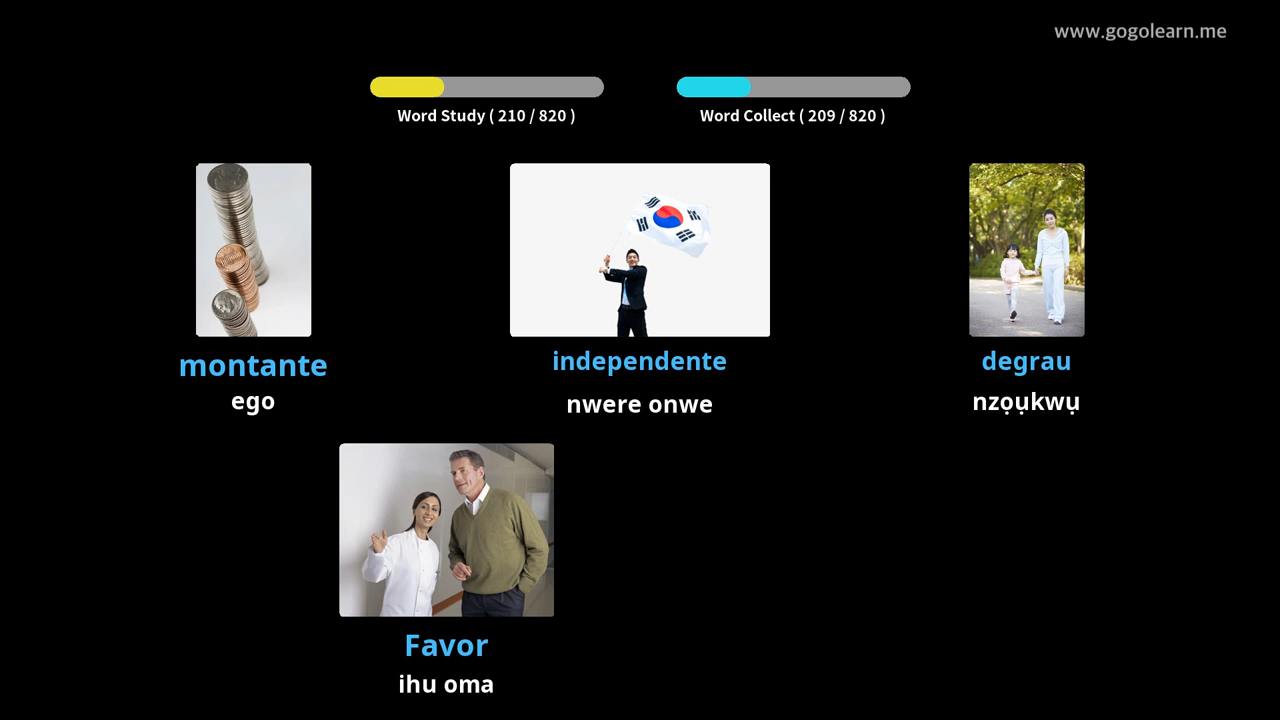 www.gogolearn.me
Word Study ( 210 / 820 )
Word Collect ( 209 / 820 )
montante
ego
independente
nwere onwe
degrau
nzọụkwụ
Favor
ihu oma